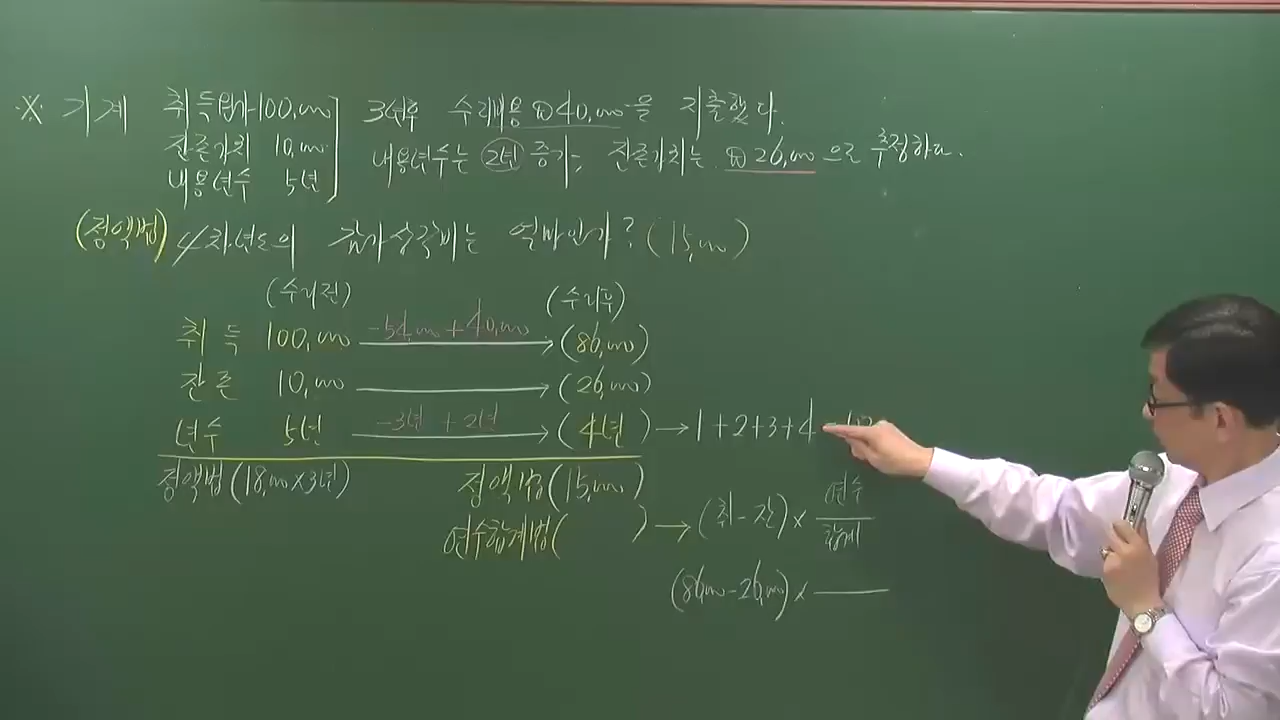 ※ 기계 취득원가 100,000 3년후 수리비용 ₩40,000을 지출했다.
잔존가치 10,000 내용년수는 2년 증가, 잔존가치는 ₩26,000으로 추정하다.
내용년수 5년
(정액법) 4차년도의 감가상각비는 얼마인가? (15,000)
(수리전) (수리후)
취득 100,000 -54,000 + 40,000 (86,000)
잔존 10,000 (26,000)
년수 5년 -3년 + 2년 (4년) → 1+2+3+4
정액법 (18,000×3년) 정액법 (15,000)
연수합계법 ( ) → (취-잔) × 연수/합계
(86,000-26,000) ×